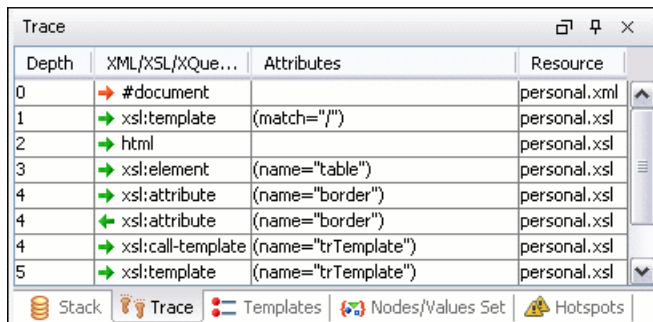 Trace
Depth XML/XSL/XQue... Attributes Resource
0 #document personal.xml
1 xsl:template (match="/") personal.xsl
2 html personal.xsl
3 xsl:element (name="table") personal.xsl
4 xsl:attribute (name="border") personal.xsl
4 xsl:attribute (name="border") personal.xsl
4 xsl:call-template (name="trTemplate") personal.xsl
5 xsl:template (name="trTemplate") personal.xsl
Stack Trace Templates Nodes/Values Set Hotspots